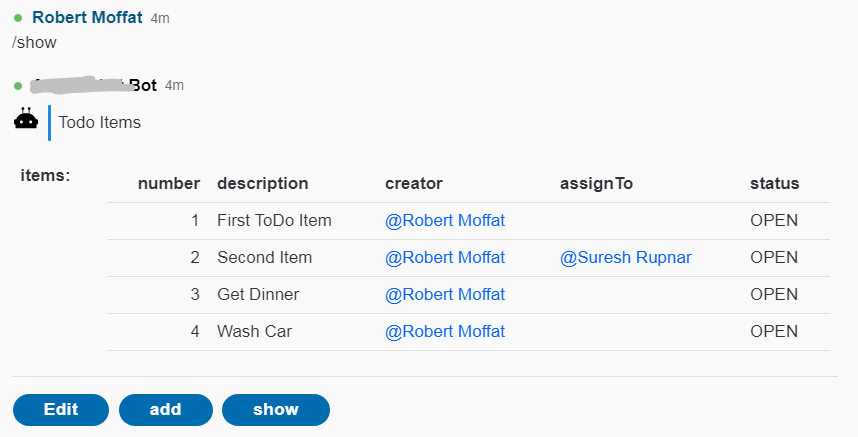 Robert Moffat 4m
/show
Bot 4m
Todo Items
items:
number description creator assignTo status
1 First ToDo Item @Robert Moffat OPEN
2 Second Item @Robert Moffat @Suresh Rupnar OPEN
3 Get Dinner @Robert Moffat OPEN
4 Wash Car @Robert Moffat OPEN
Edit add show